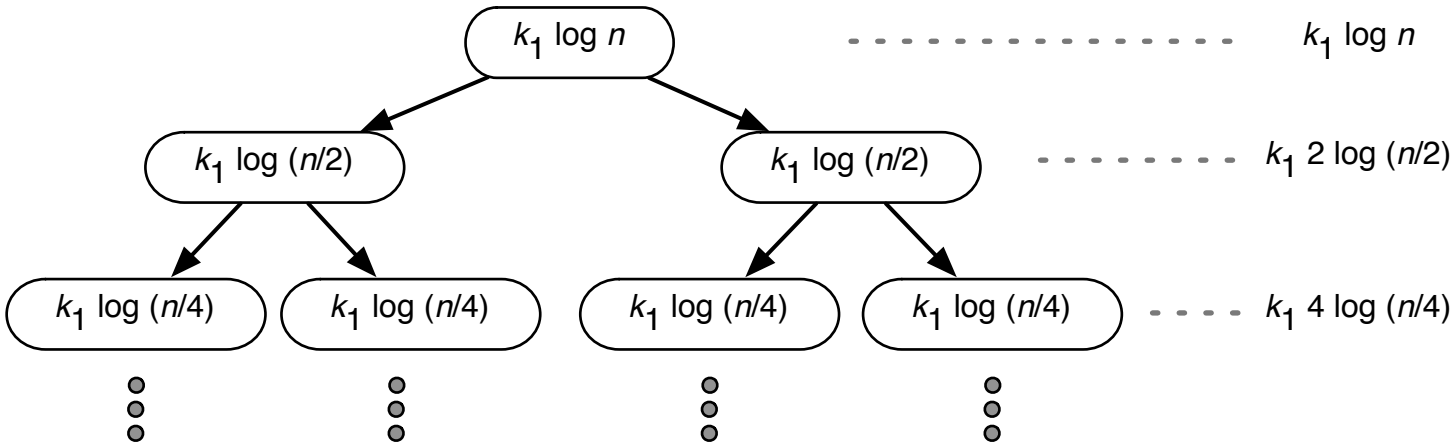 k₁ log n
k₁ log n
k₁ log (n/2)
k₁ log (n/2)
k₁ 2 log (n/2)
k₁ log (n/4)
k₁ log (n/4)
k₁ log (n/4)
k₁ log (n/4)
k₁ 4 log (n/4)